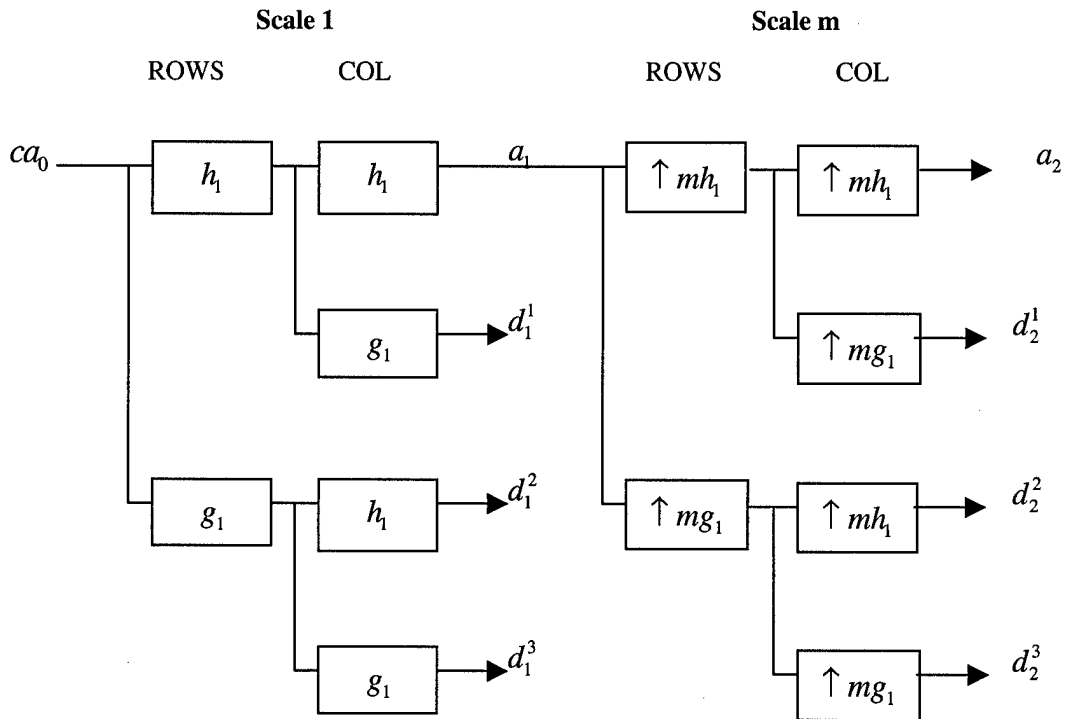 Scale 1 Scale m
ROWS COL ROWS COL
ca₀ h₁ h₁ a₁ ↑ mh₁ ↑ mh₁ a₂
g₁ d₁¹ ↑ mg₁ d₂¹
g₁ h₁ d₁² ↑ mg₁ ↑ mh₁ d₂²
g₁ d₁³ ↑ mg₁ d₂³